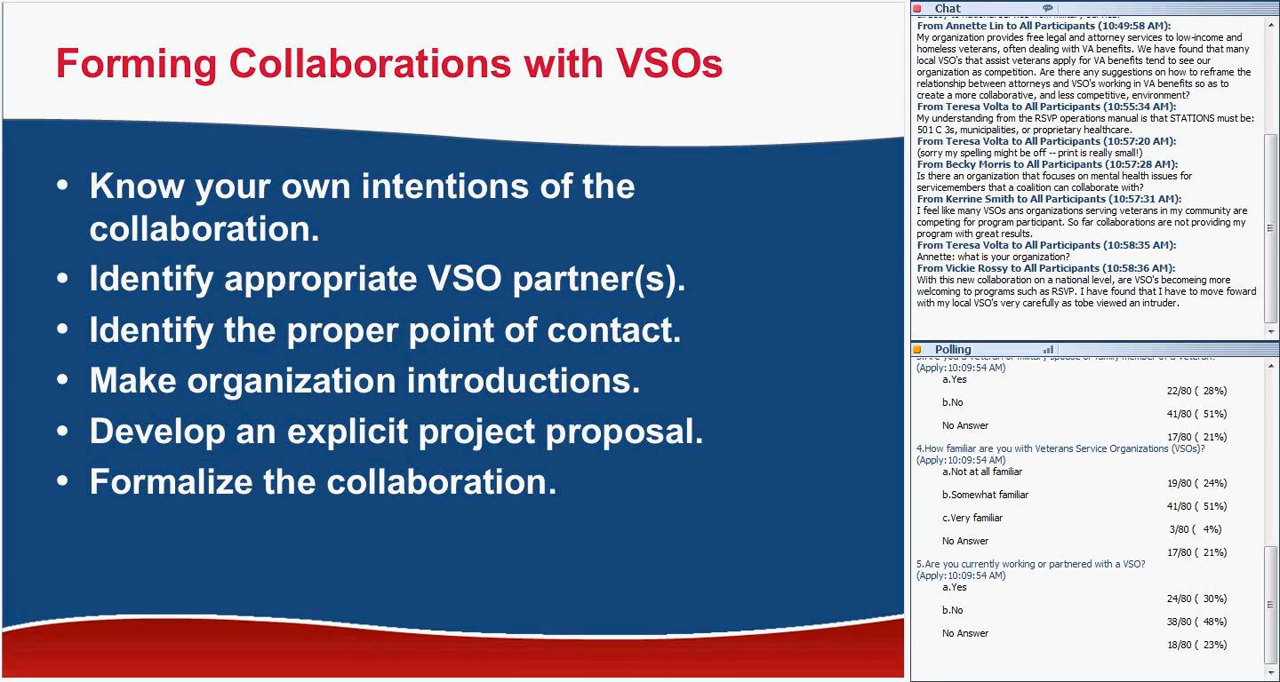 Forming Collaborations with VSOs
• Know your own intentions of the
collaboration.
• Identify appropriate VSO partner(s).
• Identify the proper point of contact.
• Make organization introductions.
• Develop an explicit project proposal.
• Formalize the collaboration.
Chat
From Annette Lin to All Participants (10:49:58 AM):
My organization provides free legal and attorney services to low-income and
homeless veterans, often dealing with VA benefits. We have found that many
local VSO's that assist veterans apply for VA benefits tend to see our
organization as competition. Are there any suggestions on how to reframe the
relationship between attorneys and VSO's working in VA benefits so as to
create a more collaborative, and less competitive, environment?
From Teresa Volta to All Participants (10:55:34 AM):
My understanding from the RSVP operations manual is that STATIONS must be:
501 C 3s, municipalities, or proprietary healthcare.
From Teresa Volta to All Participants (10:57:20 AM):
(sorry my spelling might be off -- print is really small!)
From Becky Morris to All Participants (10:57:28 AM):
Is there an organization that focuses on mental health issues for
servicemembers that a coalition can collaborate with?
From Kerrine Smith to All Participants (10:57:31 AM):
I feel like many VSOs ans organizations serving veterans in my community are
competing for program participant. So far collaborations are not providing my
program with great results.
From Teresa Volta to All Participants (10:58:35 AM):
Annette: what is your organization?
From Vickie Rossy to All Participants (10:58:36 AM):
With this new collaboration on a national level, are VSO's becomeing more
welcoming to programs such as RSVP. I have found that I have to move foward
with my local VSO's very carefully as tobe viewed an intruder.
Polling
(Apply:10:09:54 AM)
a.Yes
22/80 ( 28%)
b.No
41/80 ( 51%)
No Answer
17/80 ( 21%)
4.How familiar are you with Veterans Service Organizations (VSOs)?
(Apply:10:09:54 AM)
a.Not at all familiar
19/80 ( 24%)
b.Somewhat familiar
41/80 ( 51%)
c.Very familiar
3/80 ( 4%)
No Answer
17/80 ( 21%)
5.Are you currently working or partnered with a VSO?
(Apply:10:09:54 AM)
a.Yes
24/80 ( 30%)
b.No
38/80 ( 48%)
No Answer
18/80 ( 23%)